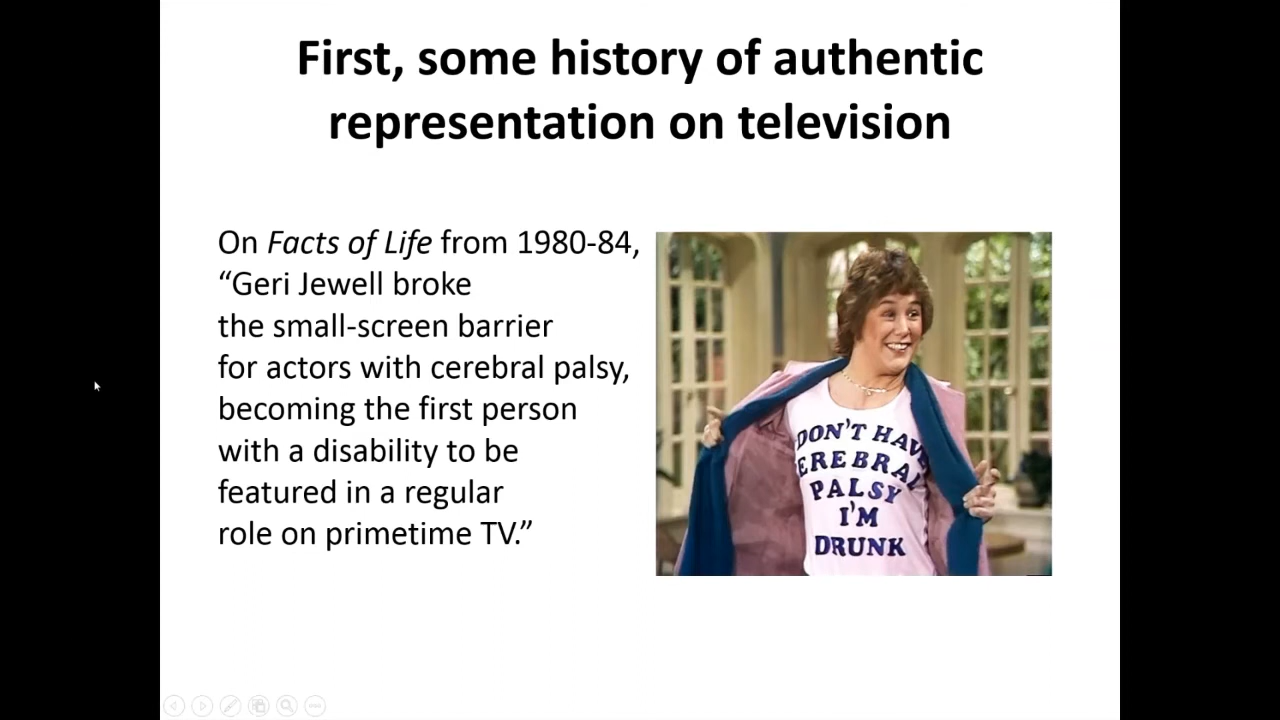 First, some history of authentic
representation on television
On Facts of Life from 1980-84,
“Geri Jewell broke
the small-screen barrier
for actors with cerebral palsy,
becoming the first person
with a disability to be
featured in a regular
role on primetime TV.”
DON'T HAVE
EREBRAL
PALSY
I'M
DRUNK